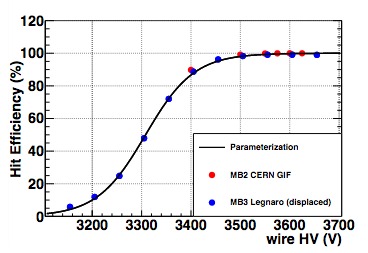 Hit Efficiency (%)
120
100
80
60
40
20
0
Parameterization
MB2 CERN GIF
MB3 Legnaro (displaced)
3200 3300 3400 3500 3600 3700
wire HV (V)